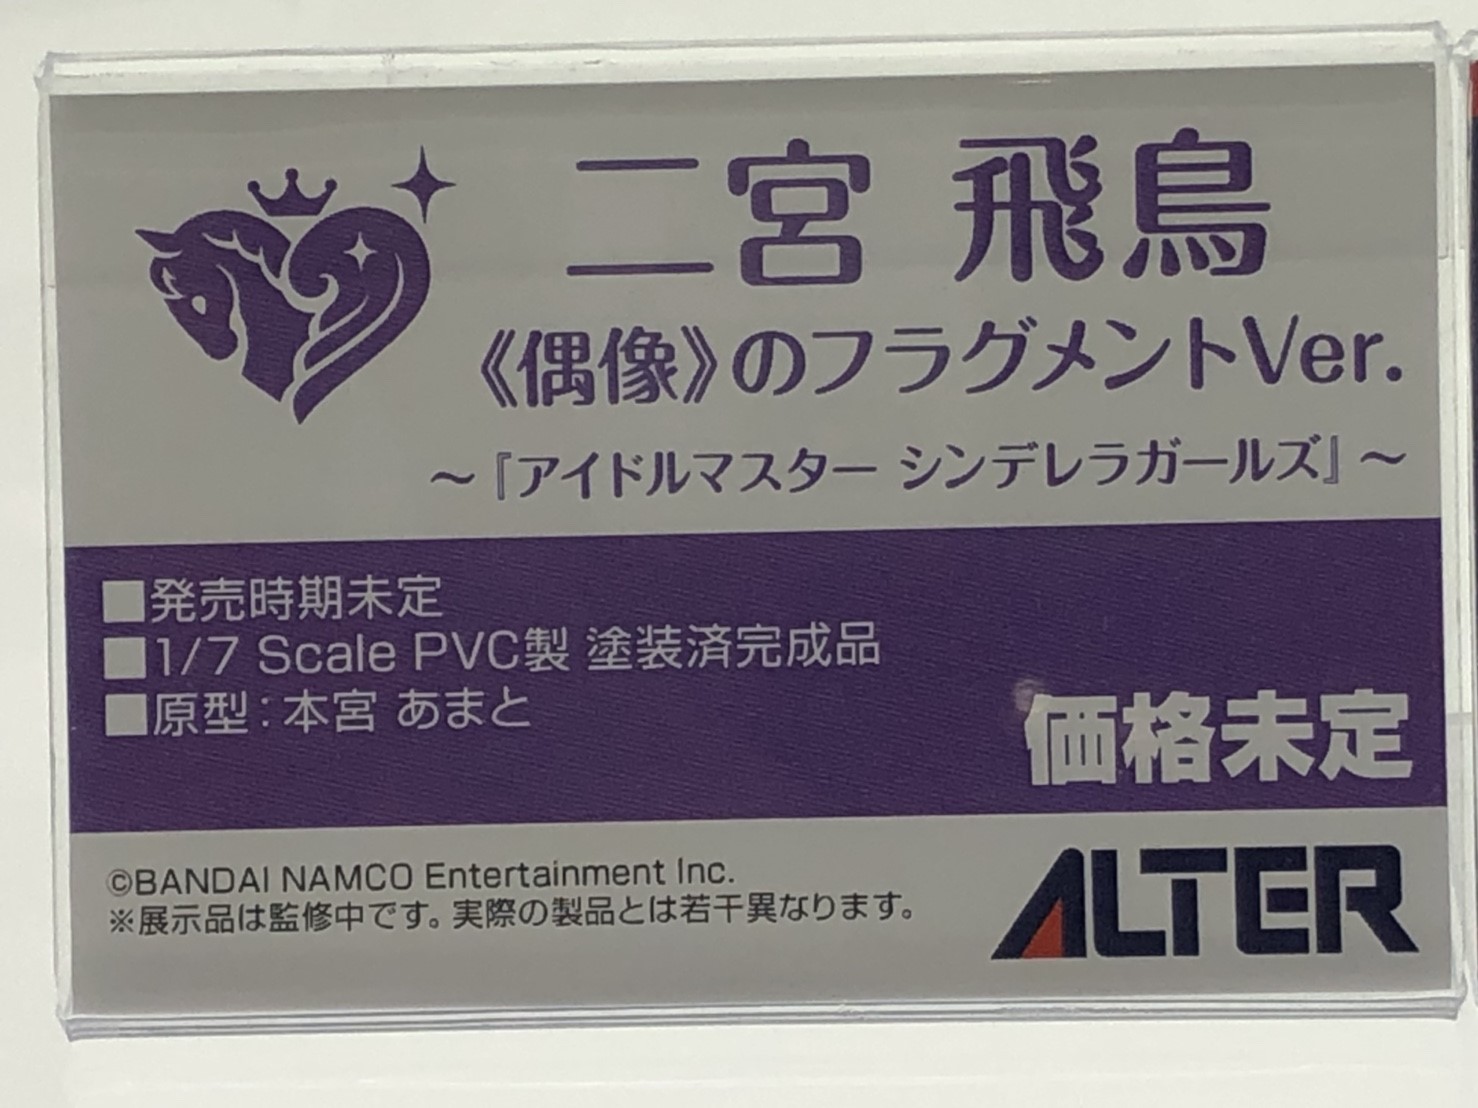 二宮 飛鳥
《偶像》のフラグメントVer.
～『アイドルマスター シンデレラガールズ』～
■発売時期未定
■1/7 Scale PVC製 塗装済完成品
■原型:本宮 あまと
価格未定
©BANDAI NAMCO Entertainment Inc.
※展示品は監修中です。実際の製品とは若干異なります。
ALTER